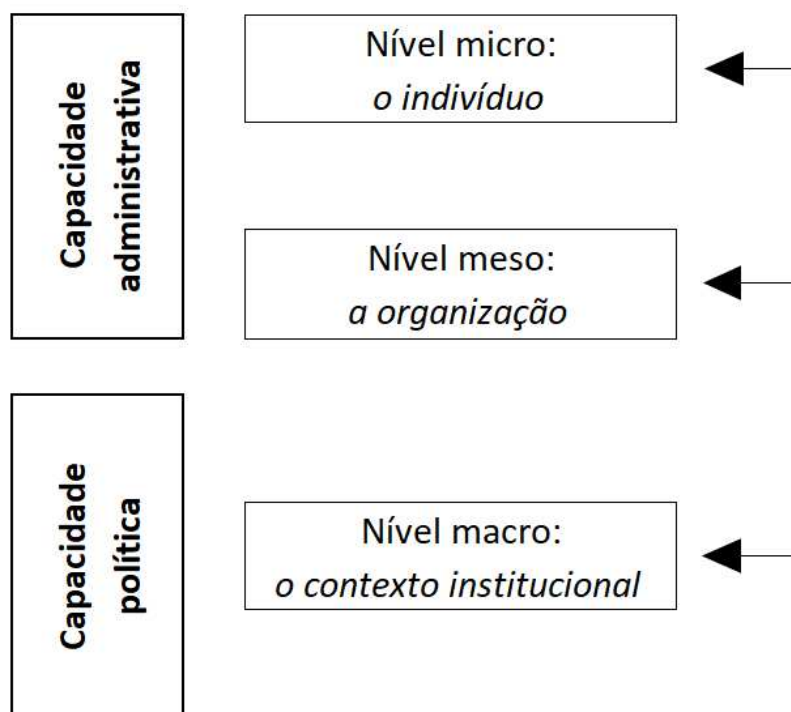 Capacidade
administrativa
Nível micro:
o indivíduo
Nível meso:
a organização
Capacidade
política
Nível macro:
o contexto institucional